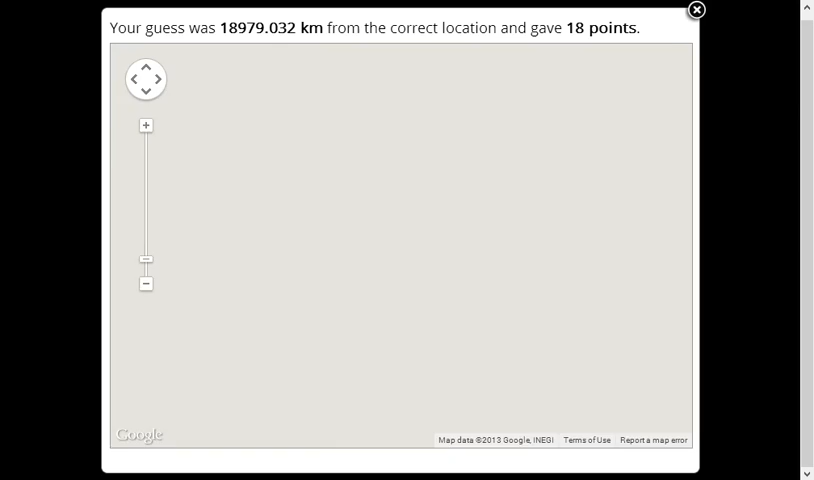 Your guess was 18979.032 km from the correct location and gave 18 points.
Google
Map data ©2013 Google, INEGI Terms of Use Report a map error